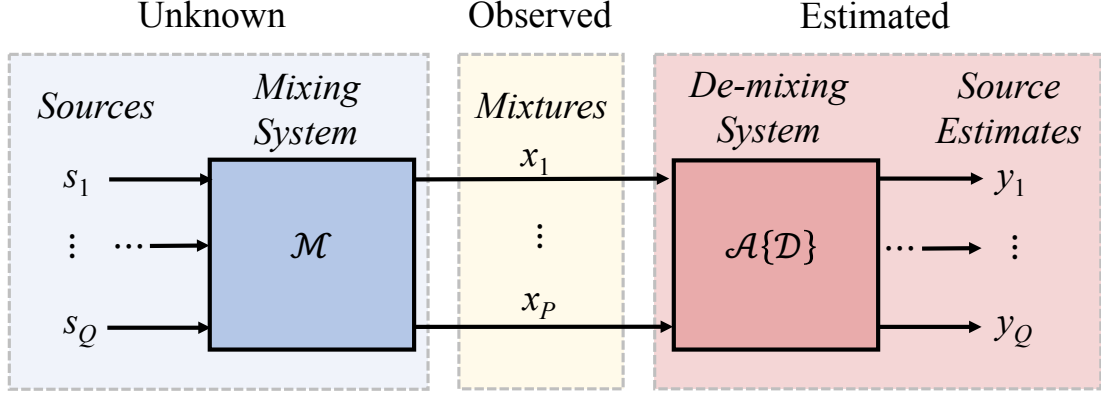 Unknown Observed Estimated
Sources Mixing System Mixtures De-mixing System Source Estimates
s1 x1 y1
⋮ ... ℳ ⋮ 𝒜{𝒟} ... ⋮
sQ xP yQ